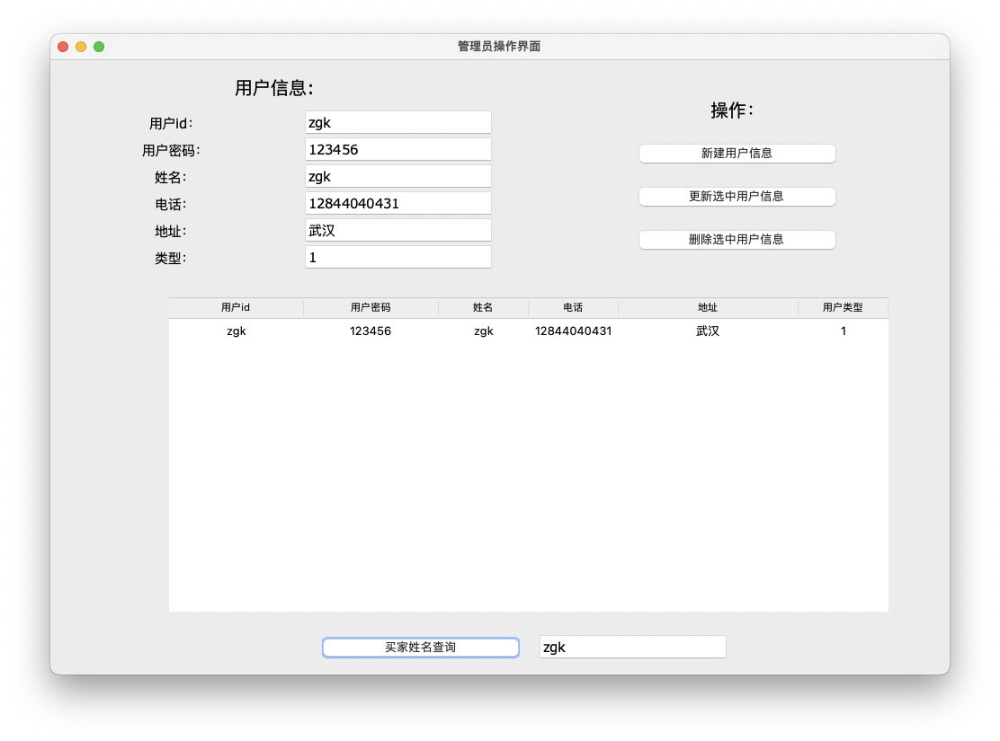 管理员操作界面
用户信息:
操作:
用户id:
zgk
用户密码:
123456
姓名:
zgk
电话:
12844040431
地址:
武汉
类型:
1
新建用户信息
更新选中用户信息
删除选中用户信息
用户id 用户密码 姓名 电话 地址 用户类型
zgk 123456 zgk 12844040431 武汉 1
买家姓名查询
zgk